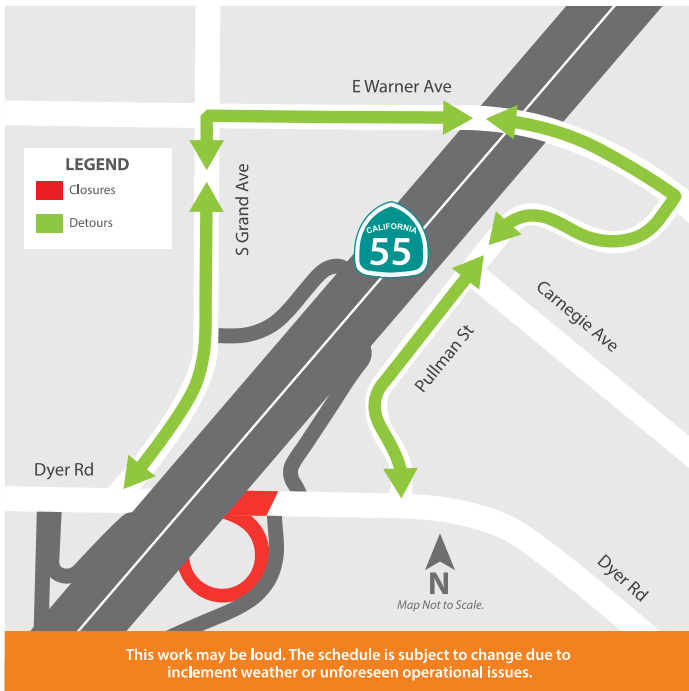 E Warner Ave
LEGEND
Closures
Detours
S Grand Ave
CALIFORNIA
55
Carnegie Ave
Pullman St
Dyer Rd
Dyer Rd
N
Map Not to Scale.
This work may be loud. The schedule is subject to change due to
inclement weather or unforeseen operational issues.